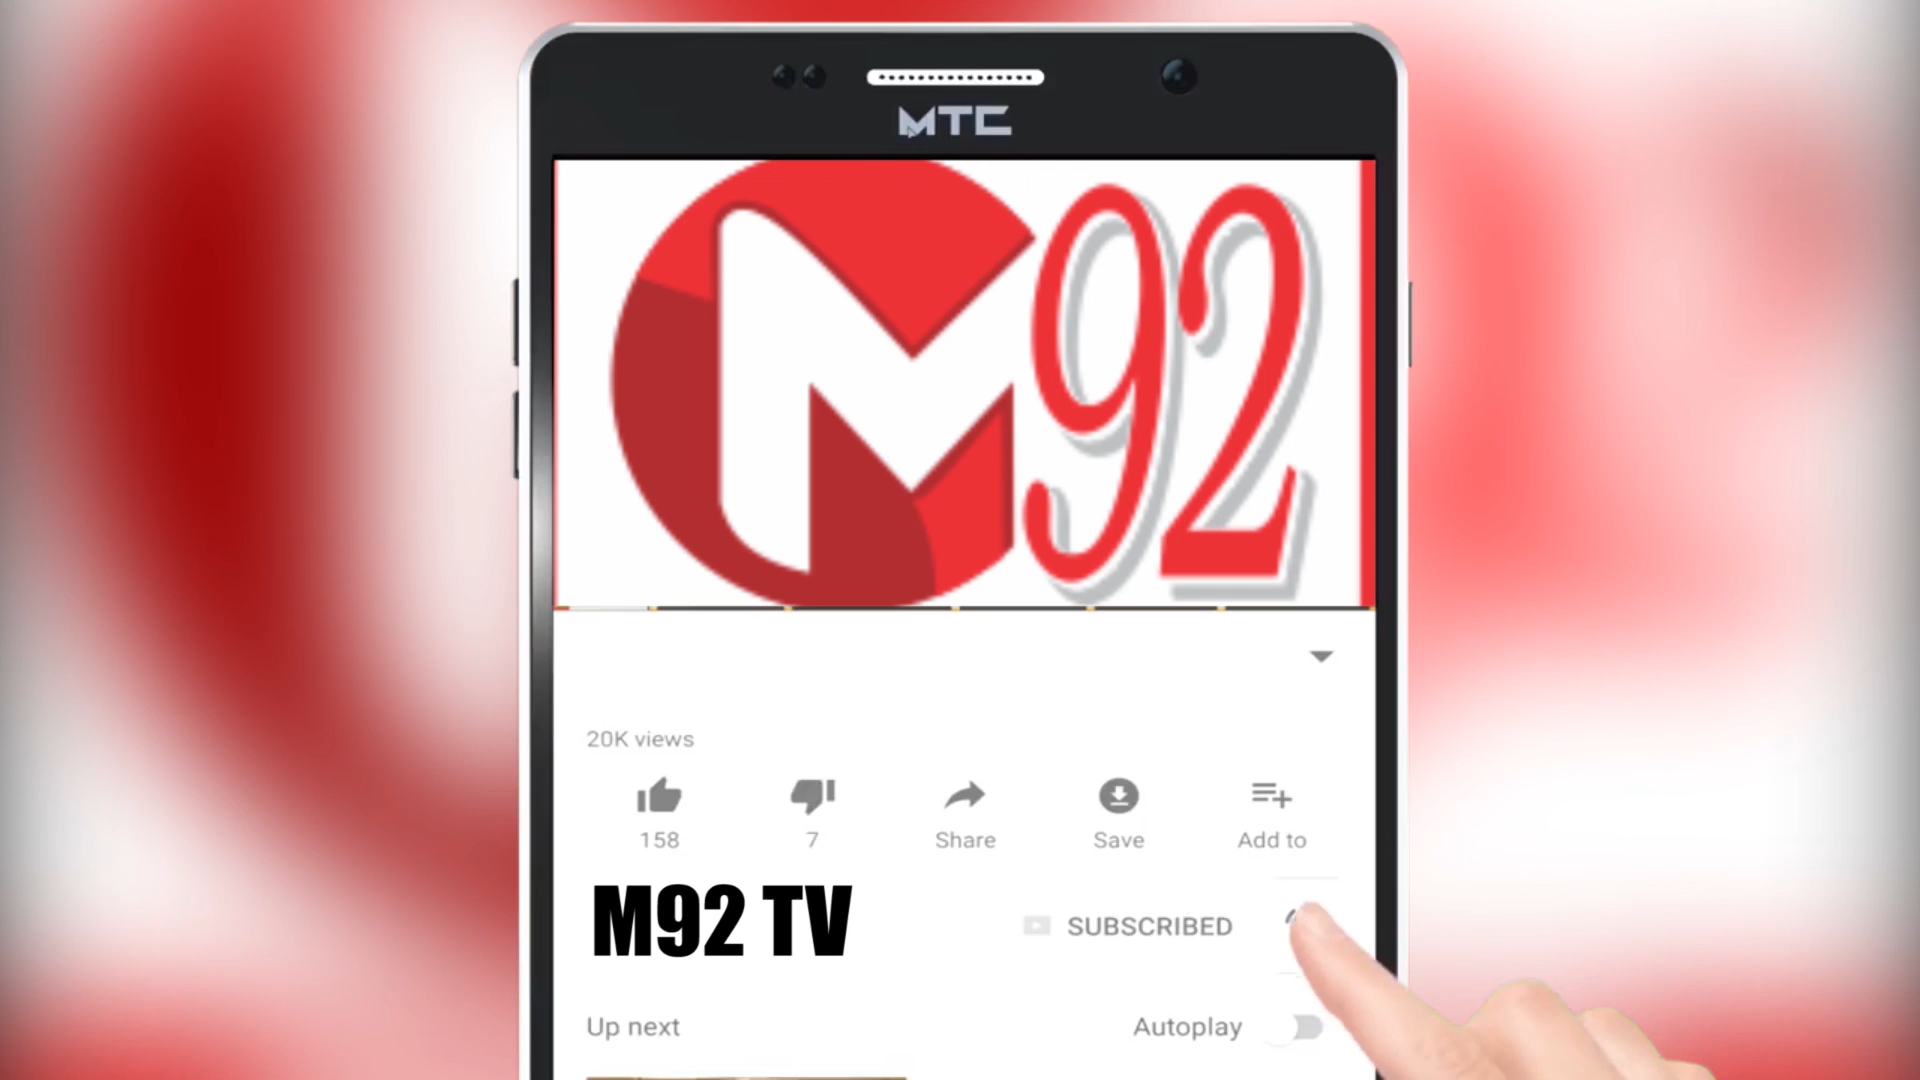 MTC
M92
20K views
158 7 Share Save Add to
M92 TV SUBSCRIBED
Up next Autoplay